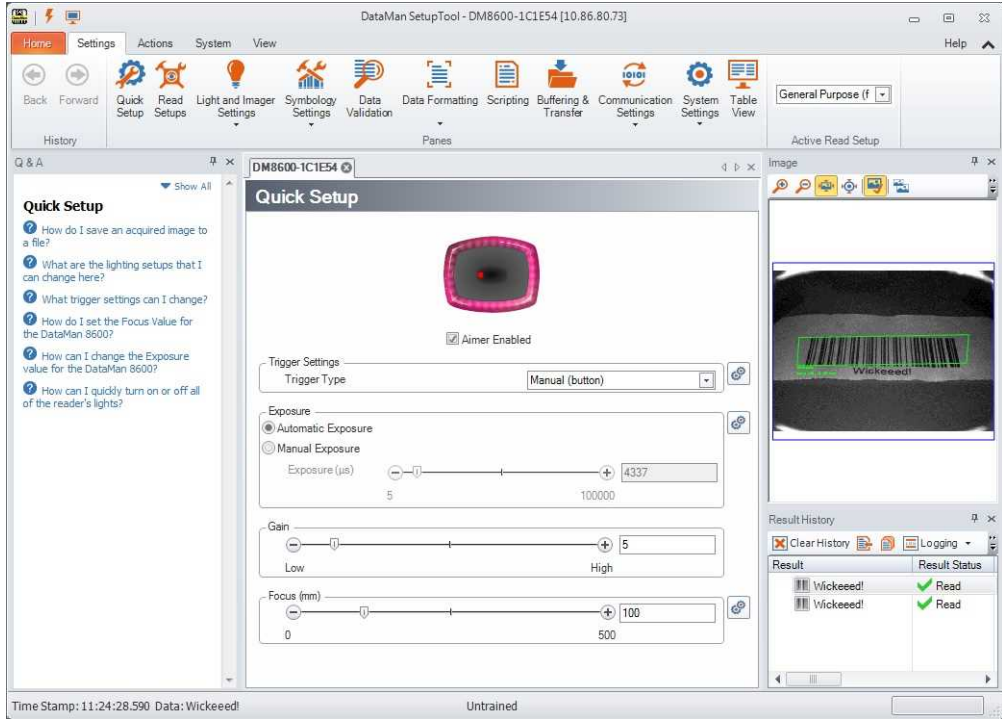 DataMan SetupTool - DM8600-1C1E54 [10.86.80.73]
Home Settings Actions System View Help
Back Forward Quick Setup Read Setups Light and Imager Settings Symbology Settings Data Validation Data Formatting Scripting Buffering & Transfer Communication Settings System Settings Table View
General Purpose (f
History Panes Active Read Setup
Q & A
Show All
Quick Setup
How do I save an acquired image to
a file?
What are the lighting setups that I
can change here?
What trigger settings can I change?
How do I set the Focus Value for
the DataMan 8600?
How can I change the Exposure
value for the DataMan 8600?
How can I quickly turn on or off all
of the reader's lights?
DM8600-1C1E54
Quick Setup
Aimer Enabled
Trigger Settings
Trigger Type Manual (button)
Exposure
Automatic Exposure
Manual Exposure
Exposure (µs) 4337
5 100000
Gain
5
Low High
Focus (mm)
100
0 500
Image
Wickeeed!
Result History
Clear History Logging
Result Result Status
Wickeeed! Read
Wickeeed! Read
Time Stamp: 11:24:28.590 Data: Wickeeed! Untrained